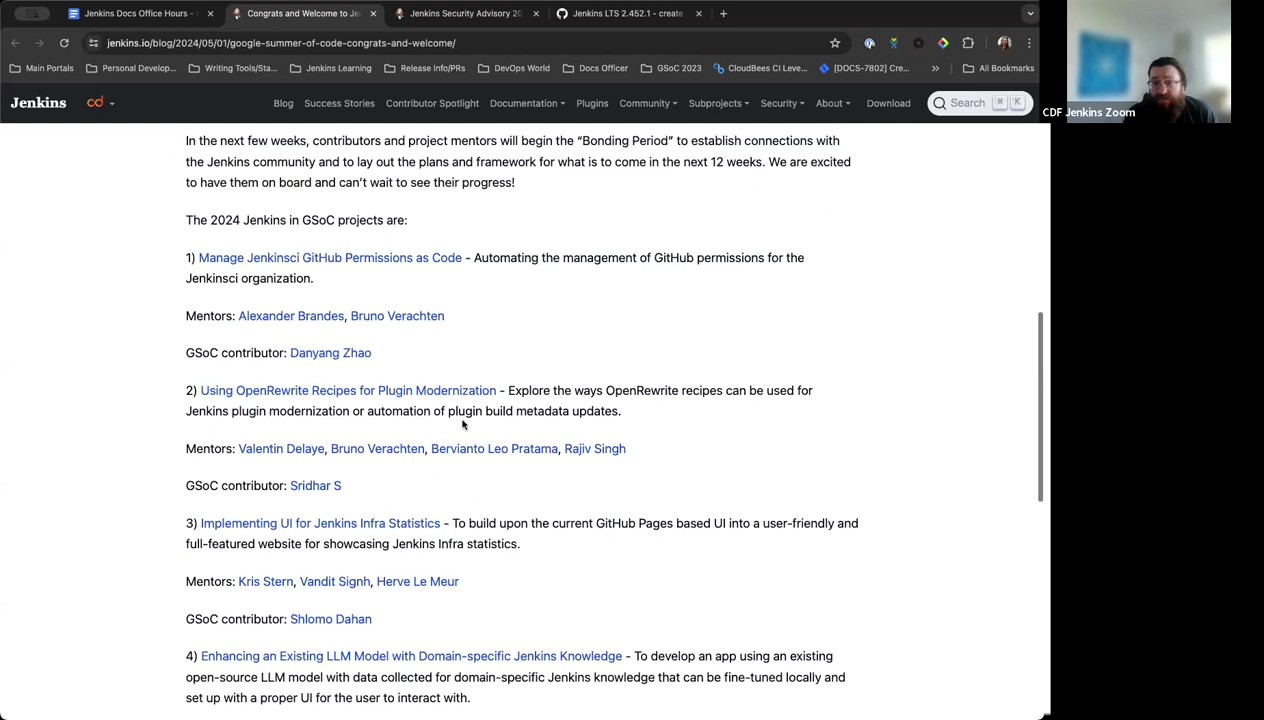 Jenkins Docs Office Hours -
Congrats and Welcome to Je
Jenkins Security Advisory 20
Jenkins LTS 2.452.1 - create
jenkins.io/blog/2024/05/01/google-summer-of-code-congrats-and-welcome/
Main Portals
Personal Develop...
Writing Tools/Sta...
Jenkins Learning
Release Info/PRs
DevOps World
Docs Officer
GSoC 2023
CloudBees CI Leve...
[DOCS-7802] Cre...
»
All Bookmarks
Jenkins
cd
Blog
Success Stories
Contributor Spotlight
Documentation
Plugins
Community
Subprojects
Security
About
Download
Search ⌘ K
CDF Jenkins Zoom
In the next few weeks, contributors and project mentors will begin the “Bonding Period” to establish connections with
the Jenkins community and to lay out the plans and framework for what is to come in the next 12 weeks. We are excited
to have them on board and can’t wait to see their progress!
The 2024 Jenkins in GSoC projects are:
1) Manage Jenkinsci GitHub Permissions as Code - Automating the management of GitHub permissions for the
Jenkinsci organization.
Mentors: Alexander Brandes, Bruno Verachten
GSoC contributor: Danyang Zhao
2) Using OpenRewrite Recipes for Plugin Modernization - Explore the ways OpenRewrite recipes can be used for
Jenkins plugin modernization or automation of plugin build metadata updates.
Mentors: Valentin Delaye, Bruno Verachten, Bervianto Leo Pratama, Rajiv Singh
GSoC contributor: Sridhar S
3) Implementing UI for Jenkins Infra Statistics - To build upon the current GitHub Pages based UI into a user-friendly and
full-featured website for showcasing Jenkins Infra statistics.
Mentors: Kris Stern, Vandit Signh, Herve Le Meur
GSoC contributor: Shlomo Dahan
4) Enhancing an Existing LLM Model with Domain-specific Jenkins Knowledge - To develop an app using an existing
open-source LLM model with data collected for domain-specific Jenkins knowledge that can be fine-tuned locally and
set up with a proper UI for the user to interact with.